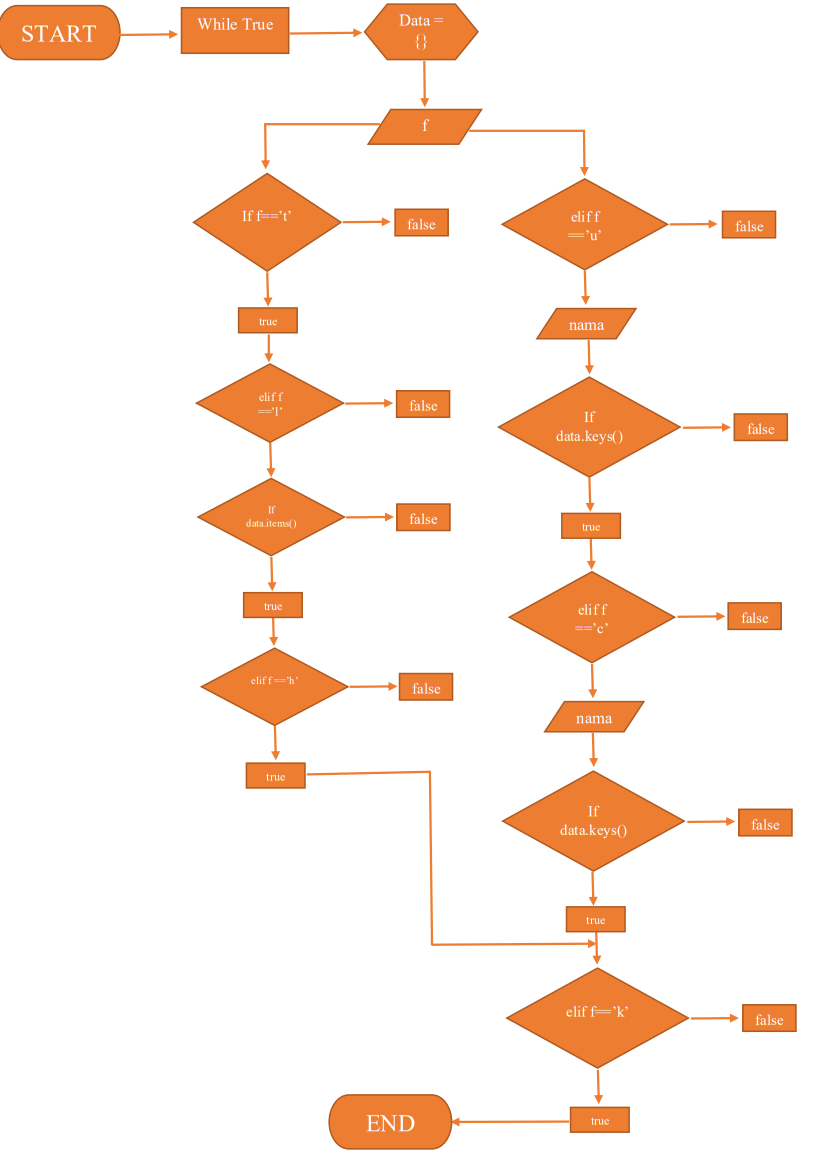 START
While True
Data =
{}
f
If f==’t’
false
true
elif f
==’l’
false
If
data.items()
false
true
elif f ==’h’
false
true
elif f
==’u’
false
nama
If
data.keys()
false
true
elif f
==’c’
false
nama
If
data.keys()
false
true
elif f==’k’
false
true
END